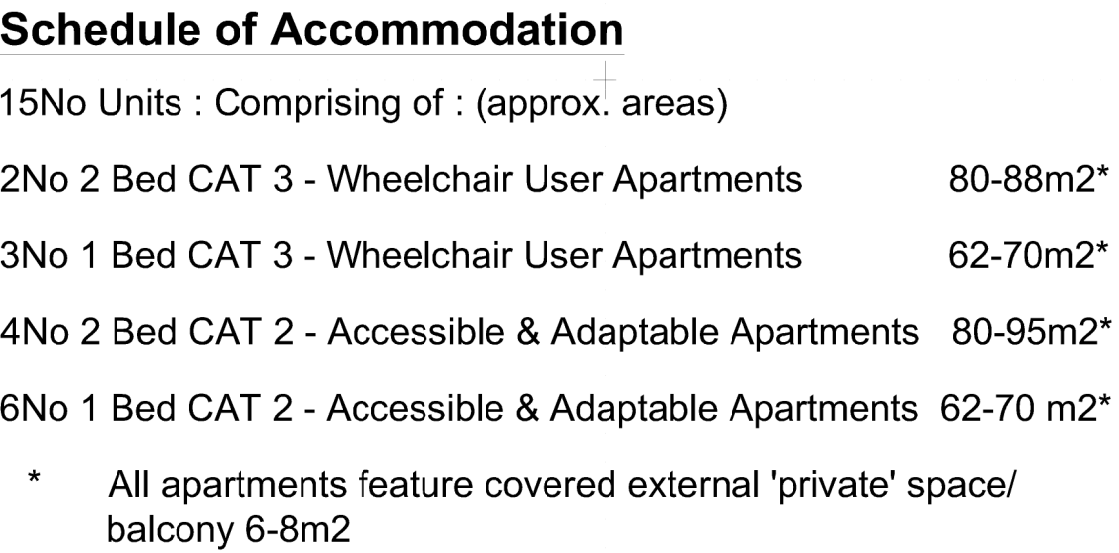 Schedule of Accommodation
15No Units : Comprising of : (approx. areas)
2No 2 Bed CAT 3 - Wheelchair User Apartments 80-88m2*
3No 1 Bed CAT 3 - Wheelchair User Apartments 62-70m2*
4No 2 Bed CAT 2 - Accessible & Adaptable Apartments 80-95m2*
6No 1 Bed CAT 2 - Accessible & Adaptable Apartments 62-70 m2*
* All apartments feature covered external 'private' space/
balcony 6-8m2